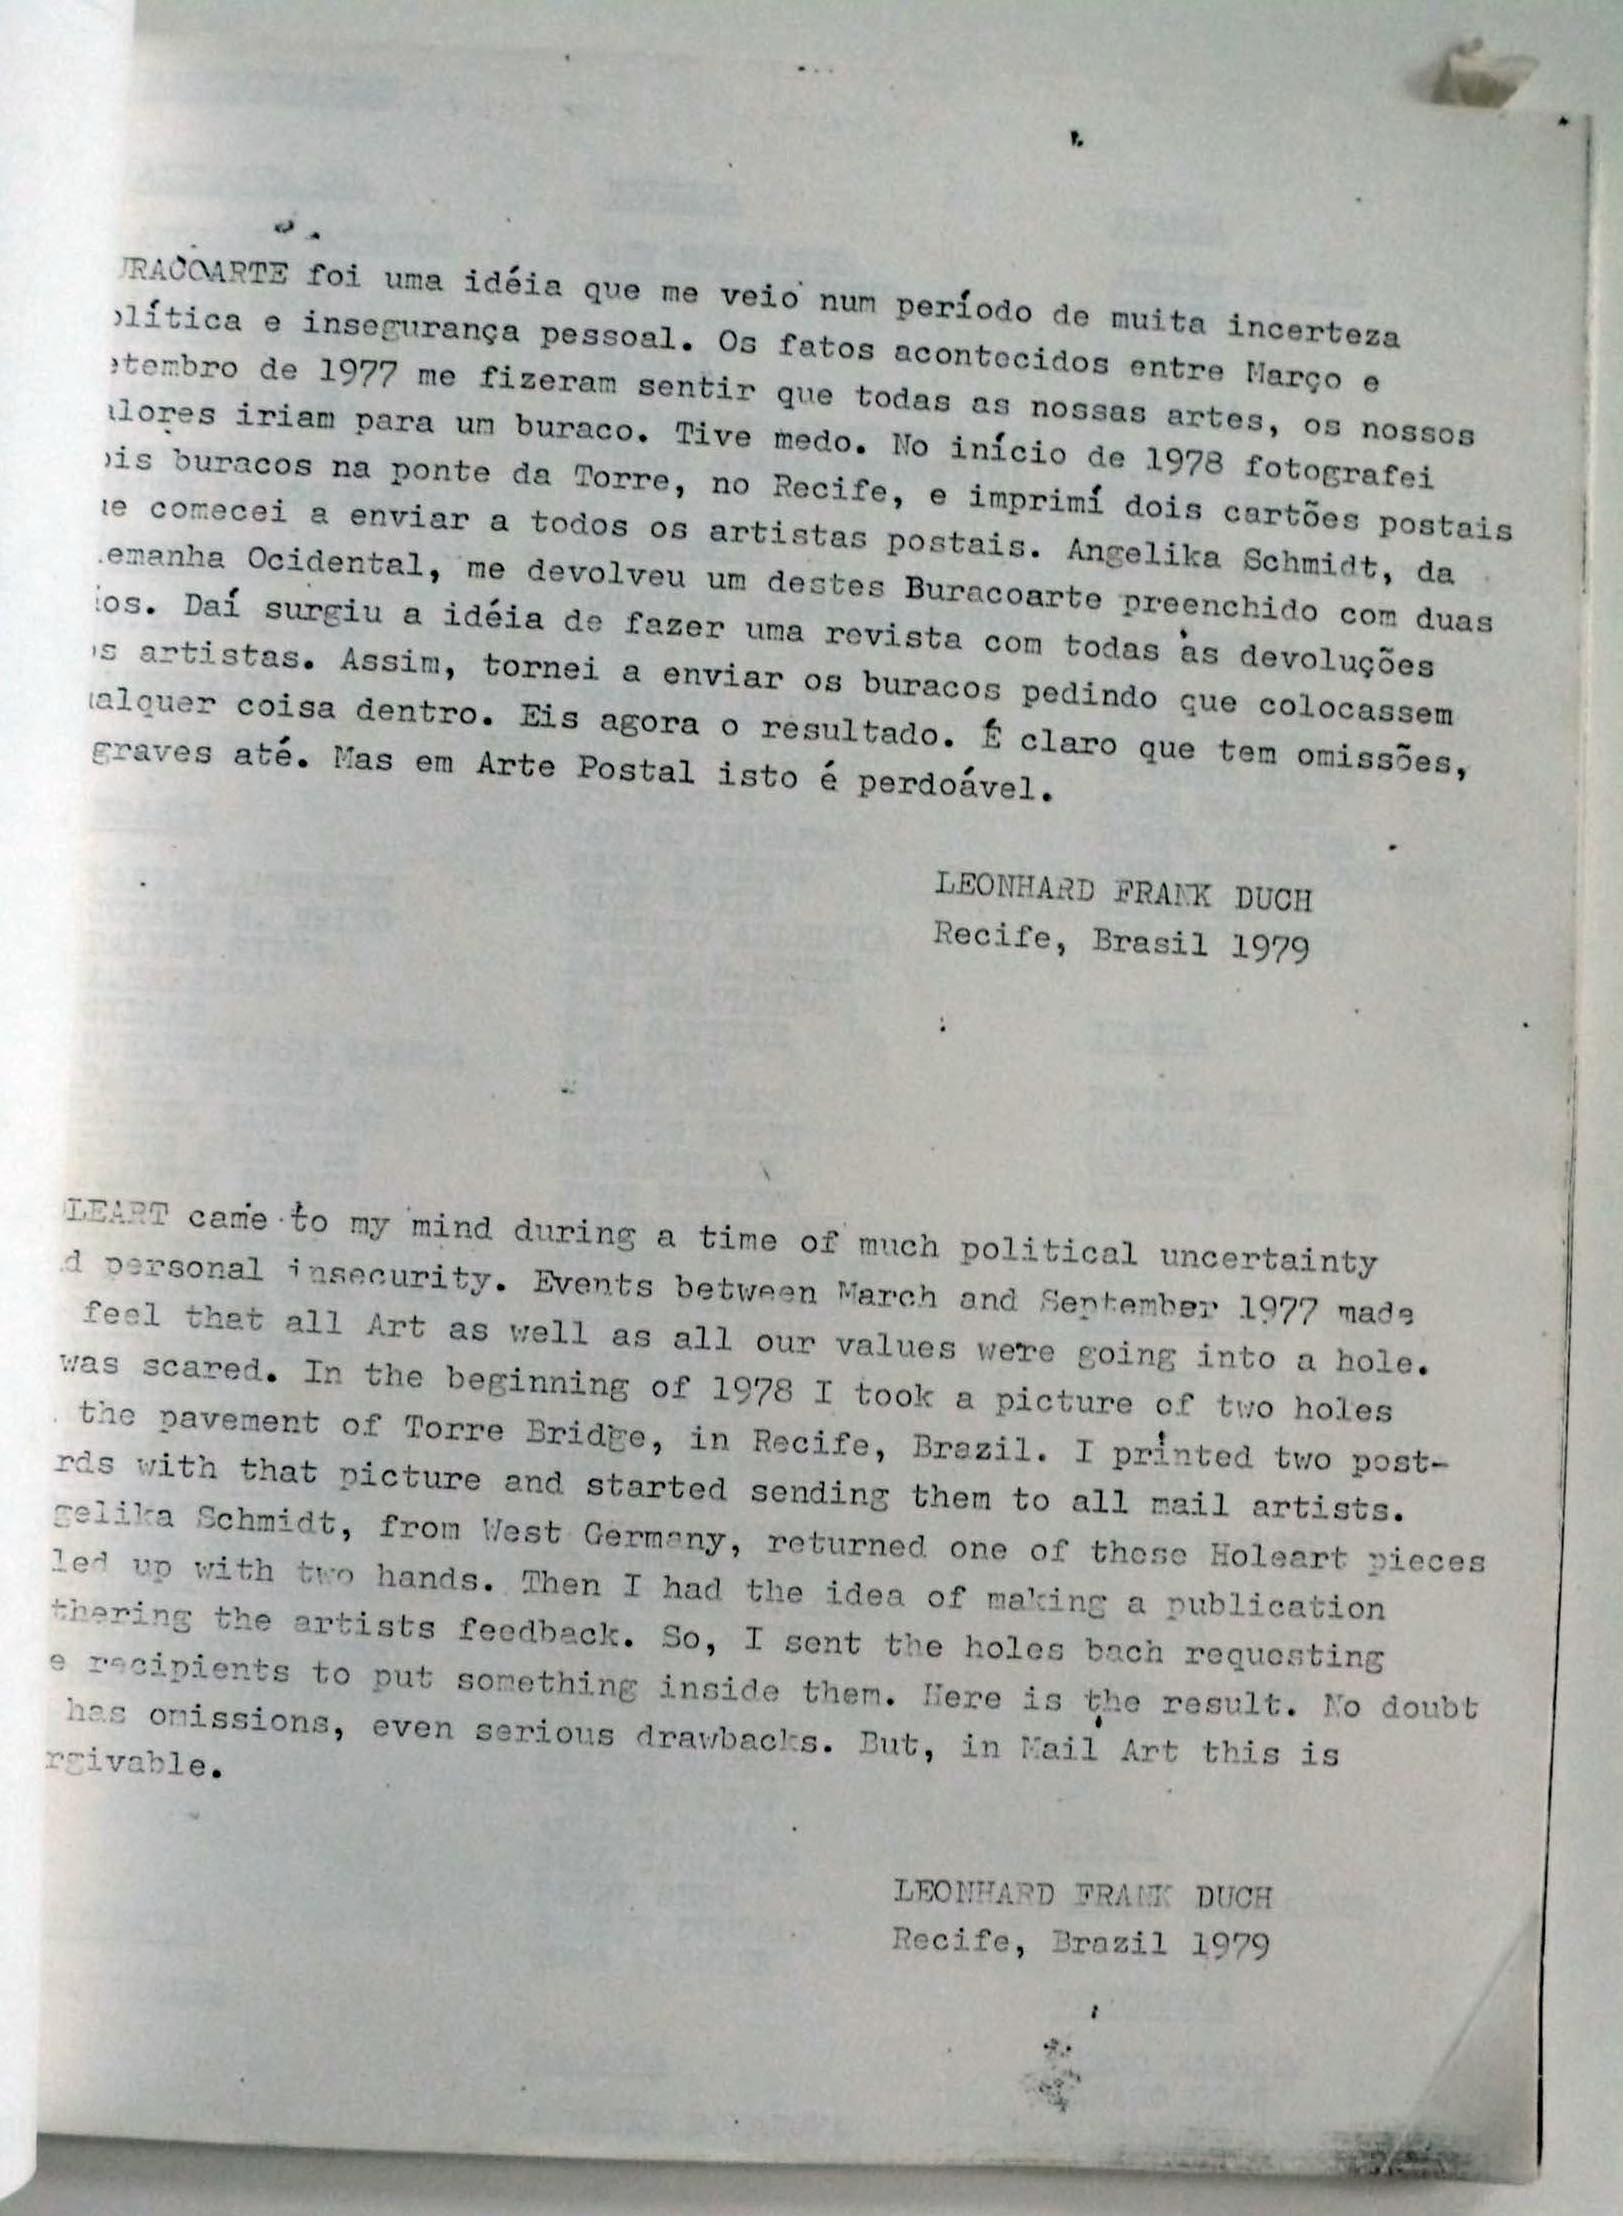 URACOARTE foi uma idéia que me veio num período de muita incerteza
olítica e insegurança pessoal. Os fatos acontecidos entre Março e
etembro de 1977 me fizeram sentir que todas as nossas artes, os nossos
alores iriam para um buraco. Tive medo. No início de 1978 fotografei
ois buracos na ponte da Torre, no Recife, e imprimí dois cartões postais
ue comecei a enviar a todos os artistas postais. Angelika Schmidt, da
lemanha Ocidental, me devolveu um destes Buracoarte preenchido com duas
ios. Daí surgiu a idéia de fazer uma revista com todas as devoluções
os artistas. Assim, tornei a enviar os buracos pedindo que colocassem
ualquer coisa dentro. Eis agora o resultado. É claro que tem omissões,
graves até. Mas em Arte Postal isto é perdoável.
LEONHARD FRANK DUCH
Recife, Brasil 1979
OLEART came to my mind during a time of much political uncertainty
d personal insecurity. Events between March and September 1977 made
feel that all Art as well as all our values were going into a hole.
was scared. In the beginning of 1978 I took a picture of two holes
the pavement of Torre Bridge, in Recife, Brazil. I printed two post-
rds with that picture and started sending them to all mail artists.
gelika Schmidt, from West Germany, returned one of these Holeart pieces
led up with two hands. Then I had the idea of making a publication
thering the artists feedback. So, I sent the holes bach requesting
e recipients to put something inside them. Here is the result. No doubt
has omissions, even serious drawbacks. But, in Mail Art this is
rgivable.
LEONHARD FRANK DUCH
Recife, Brazil 1979